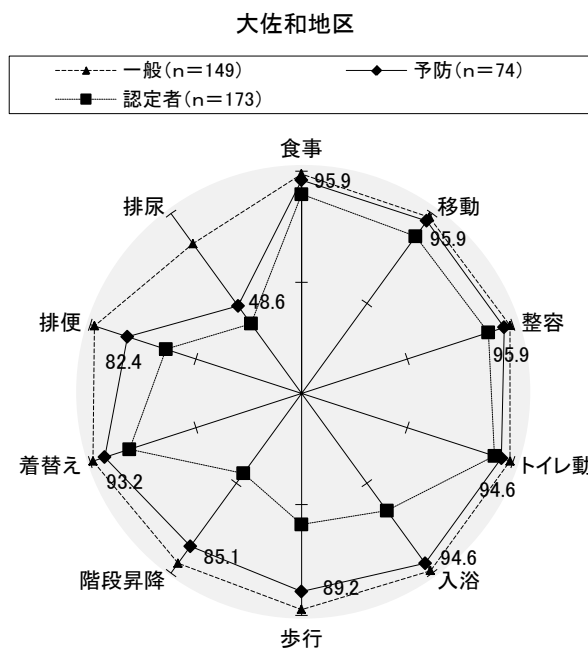 大佐和地区
一般(n=149)
予防(n=74)
認定者(n=173)
食事
95.9
移動
95.9
整容
95.9
トイレ動
94.6
入浴
94.6
歩行
89.2
階段昇降
85.1
着替え
93.2
排便
82.4
排尿
48.6